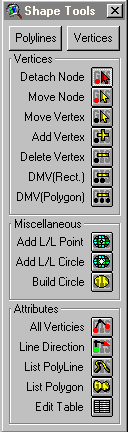 Shape Tools
Polylines Vertices
Vertices
Detach Node
Move Node
Move Vertex
Add Vertex
Delete Vertex
DMV(Rect.)
DMV(Polygon)
Miscellaneous
Add L/L Point
Add L/L Circle
Build Circle
Attributes
All Verticies
Line Direction
List PolyLine
List Polygon
Edit Table